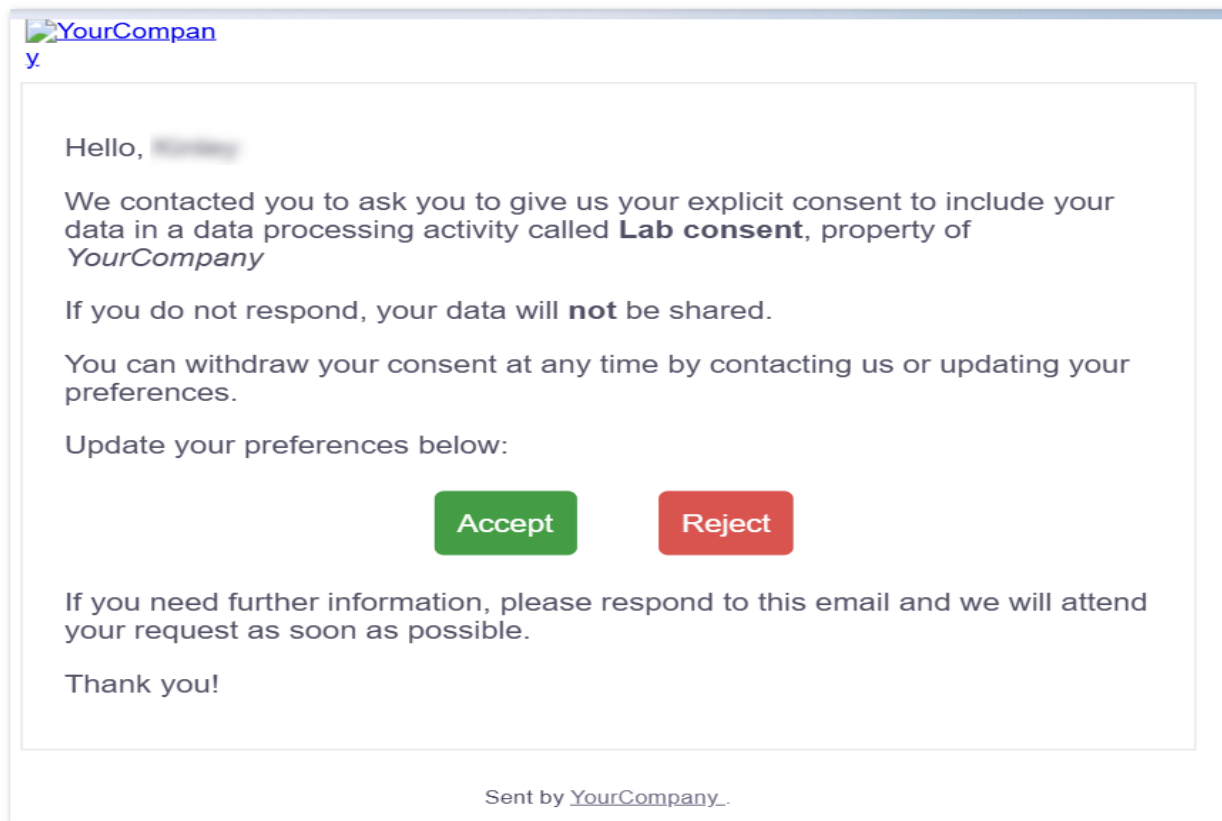 YourCompan
y
Hello,
We contacted you to ask you to give us your explicit consent to include your
data in a data processing activity called Lab consent, property of
YourCompany
If you do not respond, your data will not be shared.
You can withdraw your consent at any time by contacting us or updating your
preferences.
Update your preferences below:
Accept Reject
If you need further information, please respond to this email and we will attend
your request as soon as possible.
Thank you!
Sent by YourCompany .